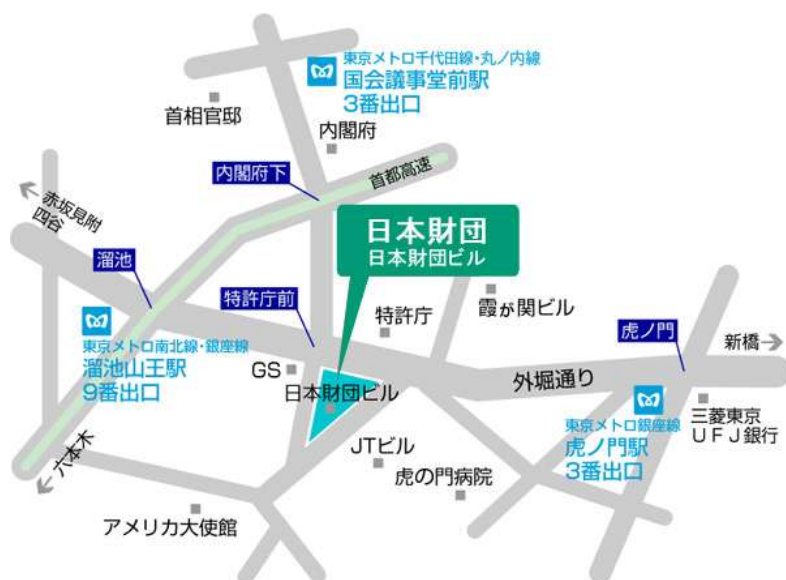 東京メトロ千代田線・丸ノ内線
国会議事堂前駅
3番出口
首相官邸
内閣府
内閣府下
首都高速
赤坂見附
四谷
日本財団
日本財団ビル
溜池
特許庁前
特許庁
霞が関ビル
虎ノ門
新橋
東京メトロ南北線・銀座線
溜池山王駅
9番出口
GS
日本財団ビル
外堀通り
東京メトロ銀座線
虎ノ門駅
3番出口
三菱東京
UFJ銀行
六本木
JTビル
虎の門病院
アメリカ大使館